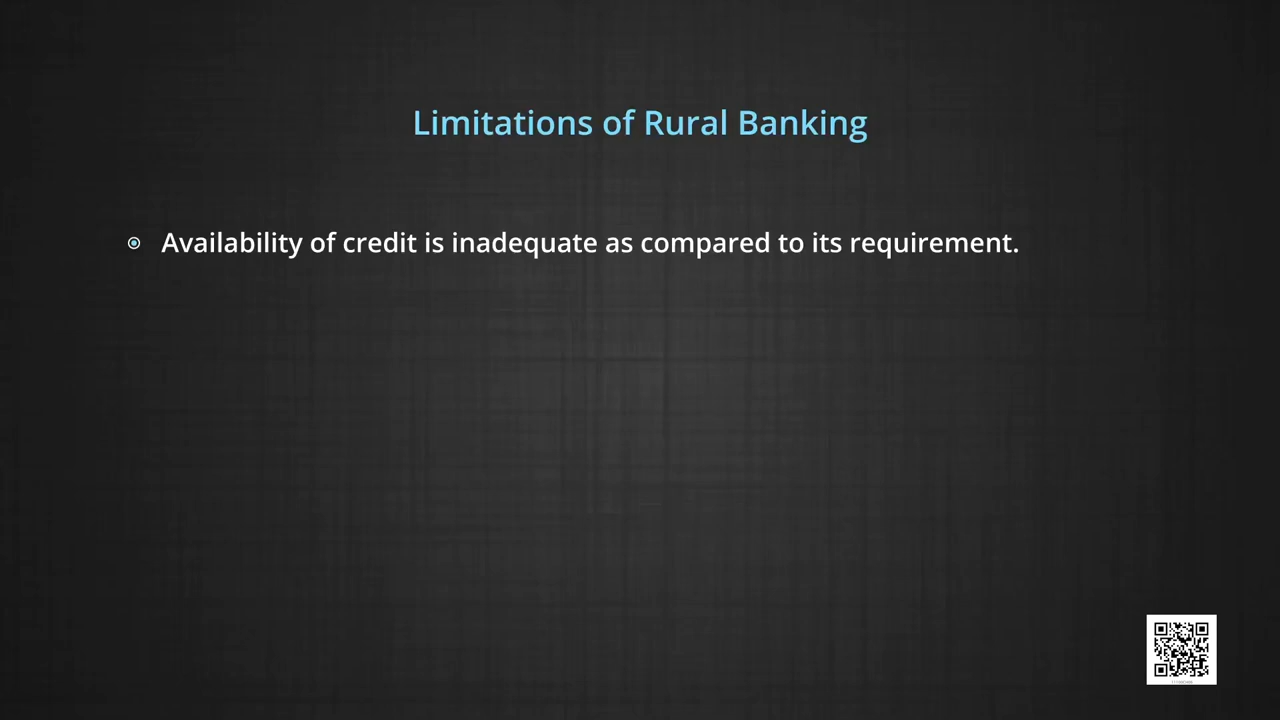 Limitations of Rural Banking
Availability of credit is inadequate as compared to its requirement.